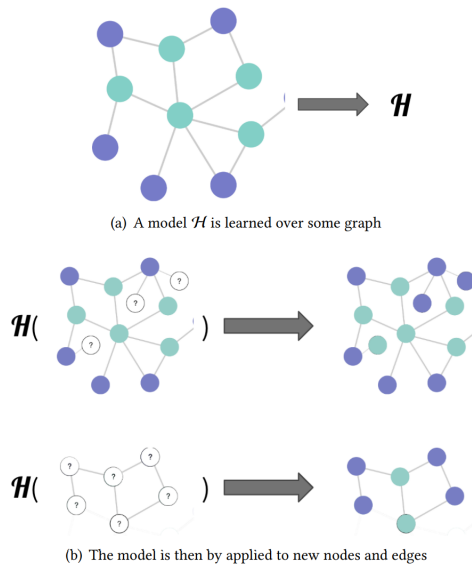 H
(a) A model H is learned over some graph
?
?
?
H( )
?
?
?
?
?
?
H( )
(b) The model is then by applied to new nodes and edges